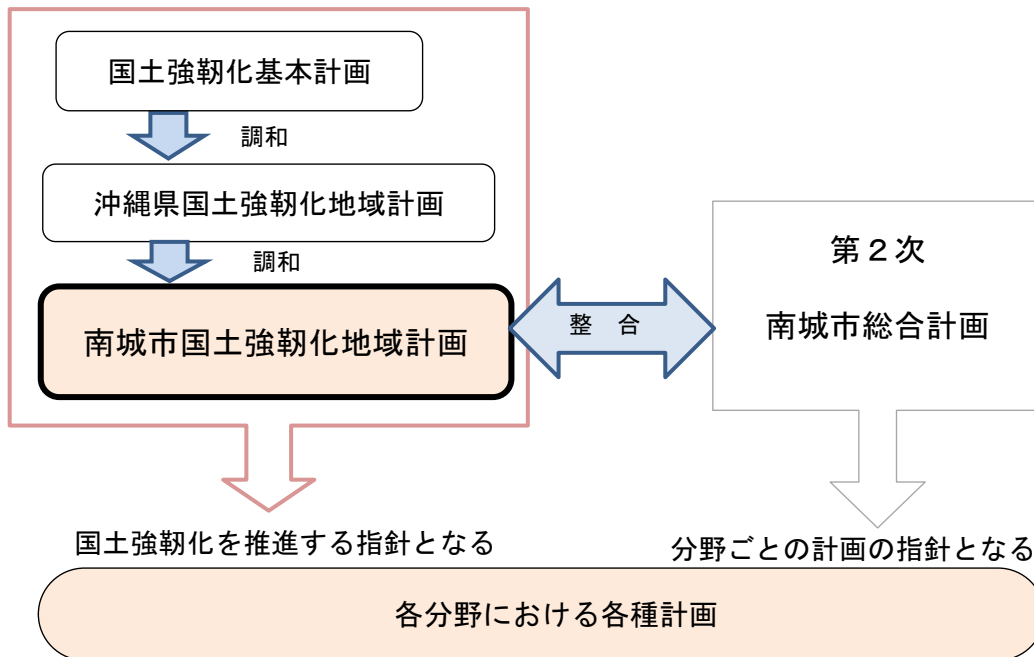 国土強靭化基本計画
調和
沖縄県国土強靭化地域計画
調和
南城市国土強靭化地域計画
整　合
第２次
南城市総合計画
国土強靭化を推進する指針となる
分野ごとの計画の指針となる
各分野における各種計画